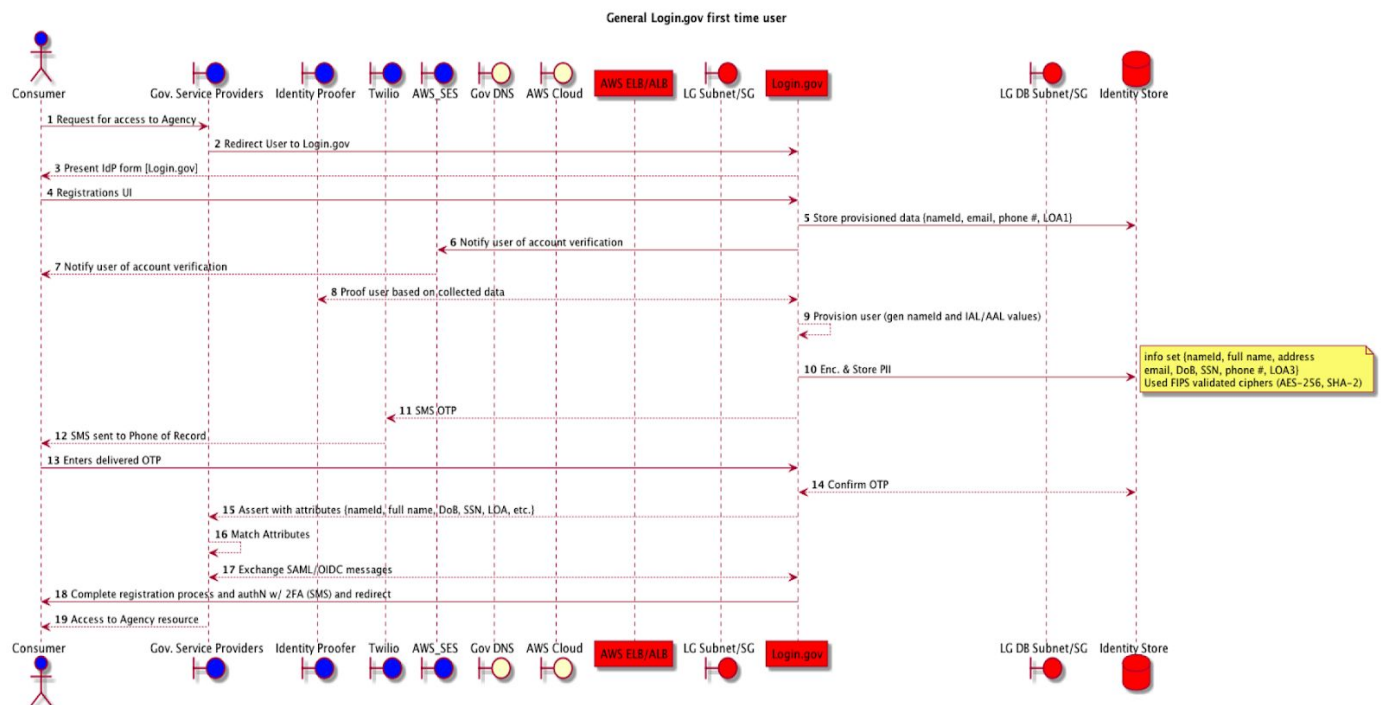 General Login.gov first time user
Consumer
Gov. Service Providers
Identity Proofer
Twilio
AWS_SES
Gov DNS
AWS Cloud
AWS ELB/ALB
LG Subnet/SG
Login.gov
LG DB Subnet/SG
Identity Store
1 Request for access to Agency
2 Redirect User to Login.gov
3 Present IdP form [Login.gov]
4 Registrations UI
5 Store provisioned data (nameId, email, phone #, LOA1)
6 Notify user of account verification
7 Notify user of account verification
8 Proof user based on collected data
9 Provision user (gen nameId and IAL/AAL values)
info set (nameId, full name, address
email, DoB, SSN, phone #, LOA3)
Used FIPS validated ciphers (AES-256, SHA-2)
10 Enc. & Store PII
11 SMS OTP
12 SMS sent to Phone of Record
13 Enters delivered OTP
14 Confirm OTP
15 Assert with attributes (nameId, full name, DoB, SSN, LOA, etc.)
16 Match Attributes
17 Exchange SAML/OIDC messages
18 Complete registration process and authN w/ 2FA (SMS) and redirect
19 Access to Agency resource
Consumer
Gov. Service Providers
Identity Proofer
Twilio
AWS_SES
Gov DNS
AWS Cloud
AWS ELB/ALB
LG Subnet/SG
Login.gov
LG DB Subnet/SG
Identity Store